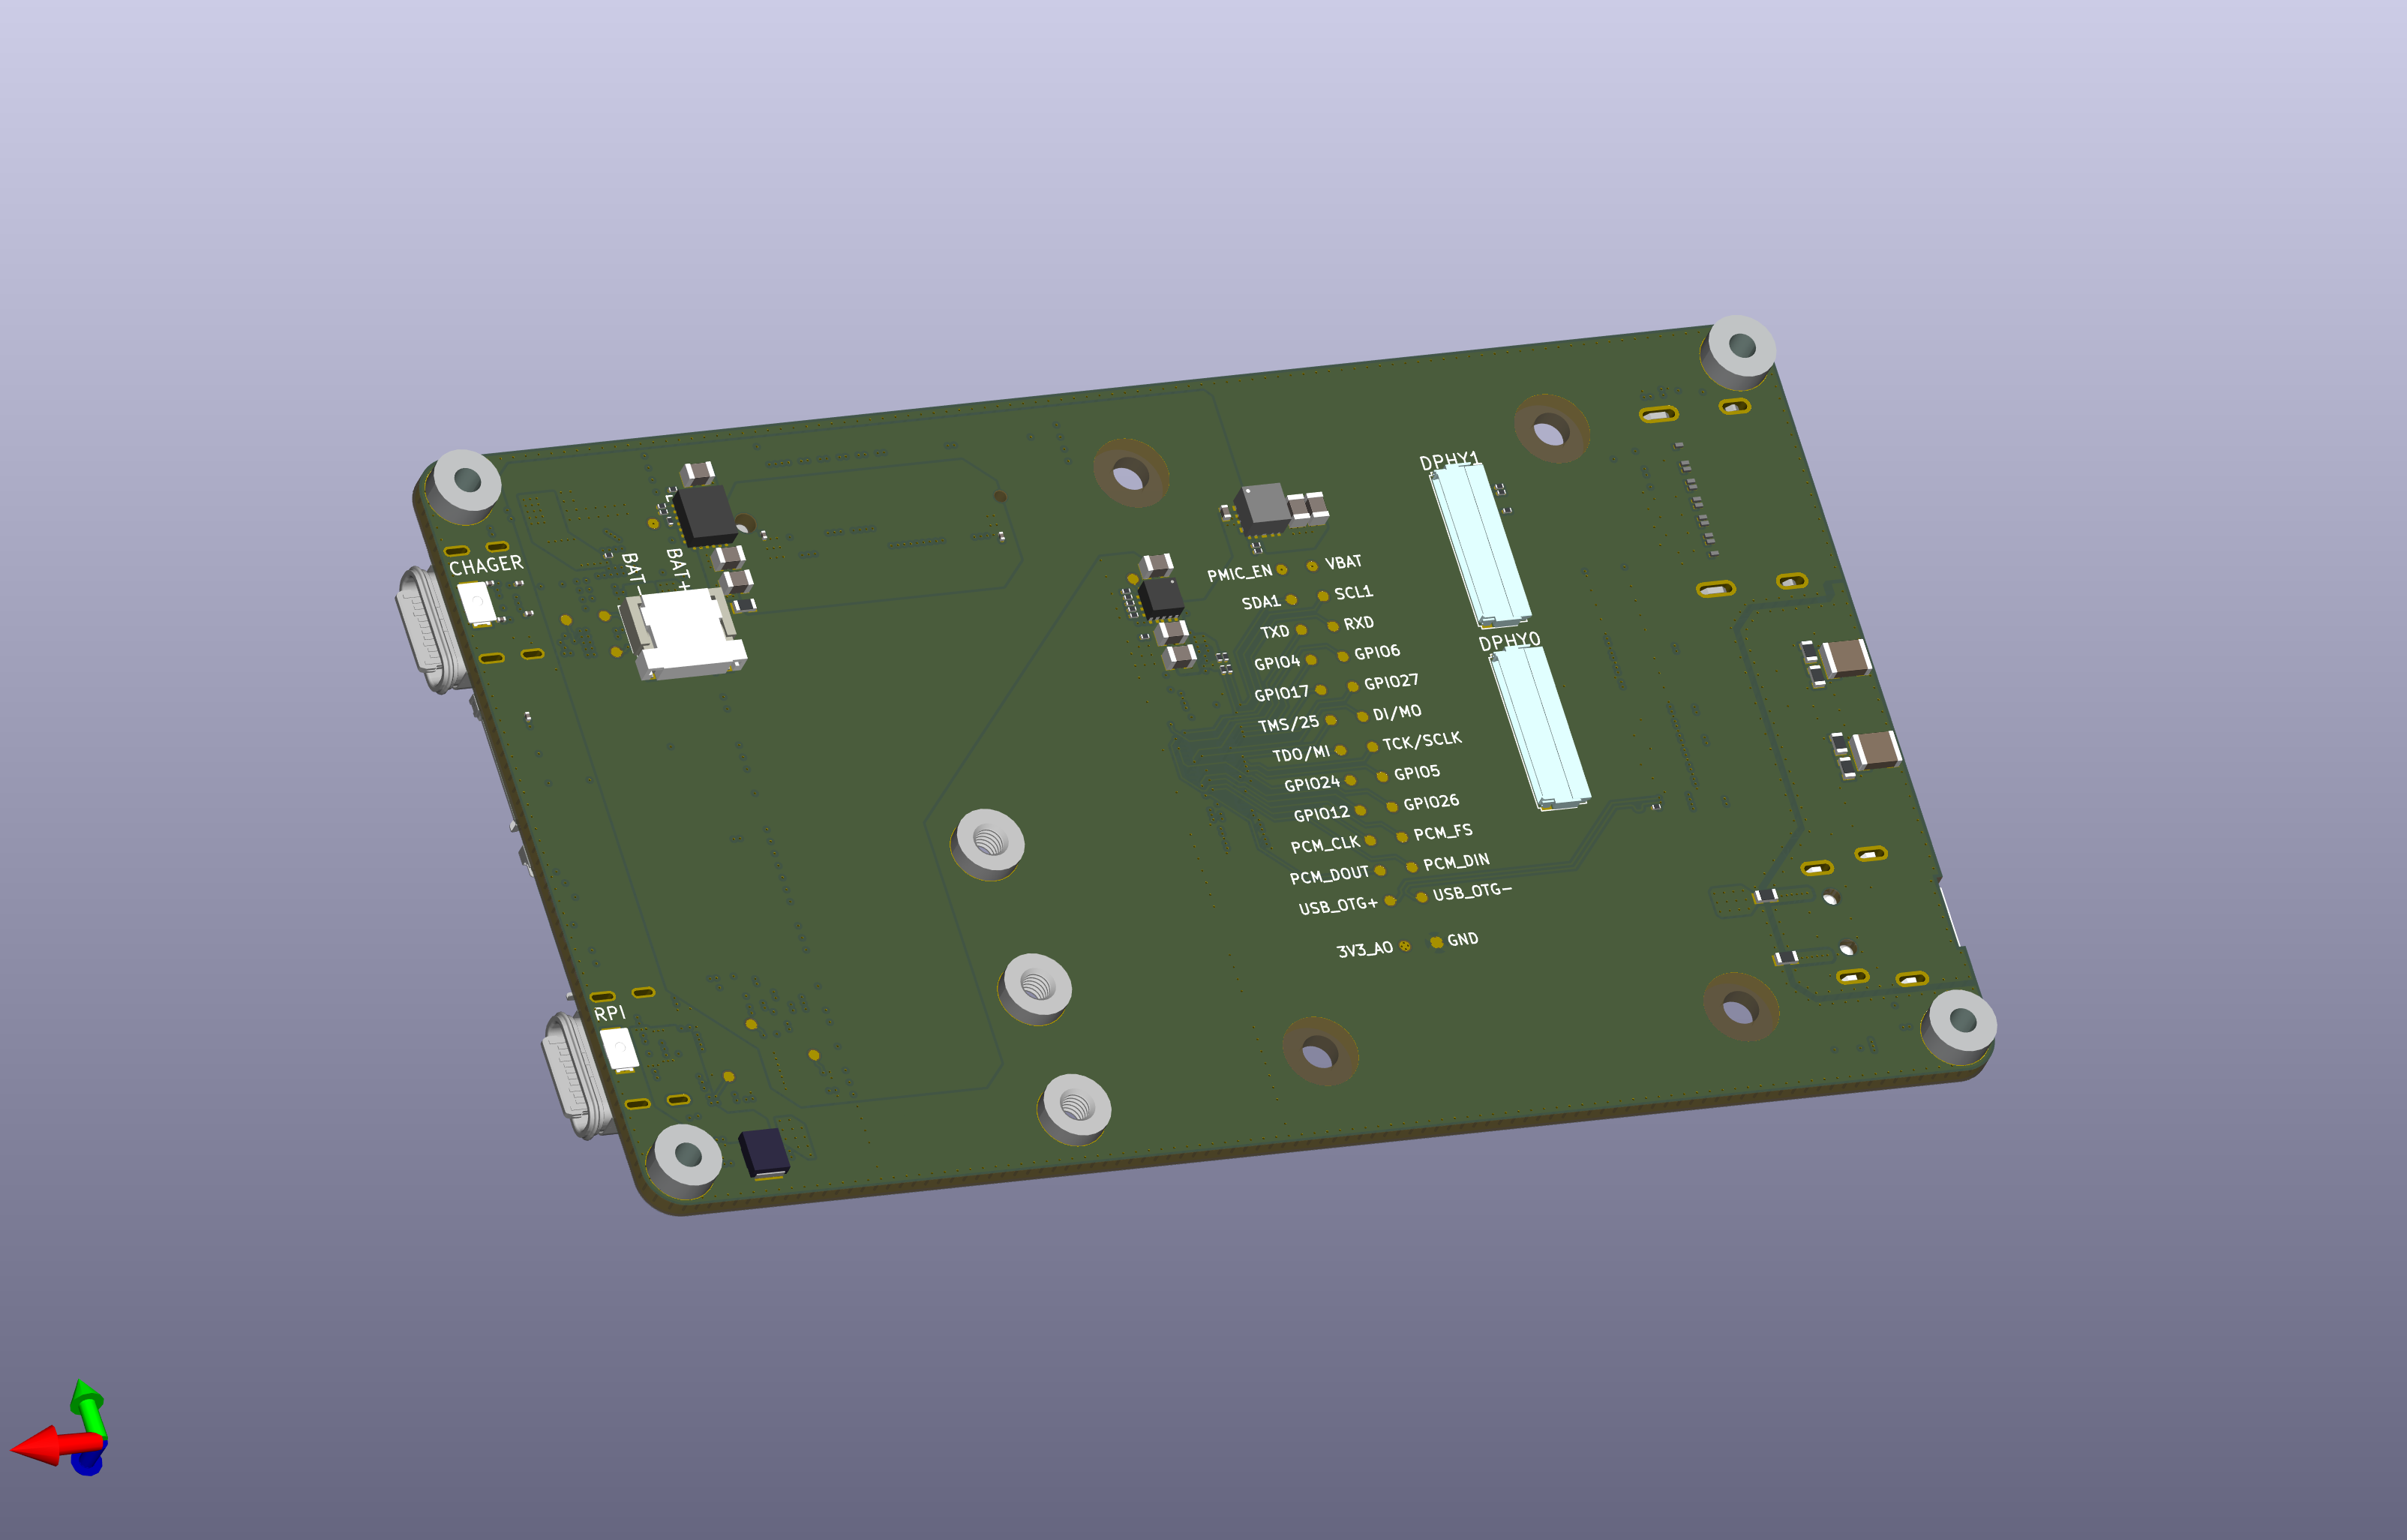 DPHY1
CHAGER
BAT-
BAT+
PMIC_EN VBAT
SDA1 SCL1
TXD RXD
GPIO4 GPIO6
GPIO17 GPIO27
TMS/25 DI/MO
TDO/MI TCK/SCLK
GPIO24 GPIO5
GPIO12 GPIO26
PCM_CLK PCM_FS
PCM_DOUT PCM_DIN
USB_OTG+ USB_OTG-
3V3_AO GND
DPHY0
RPI